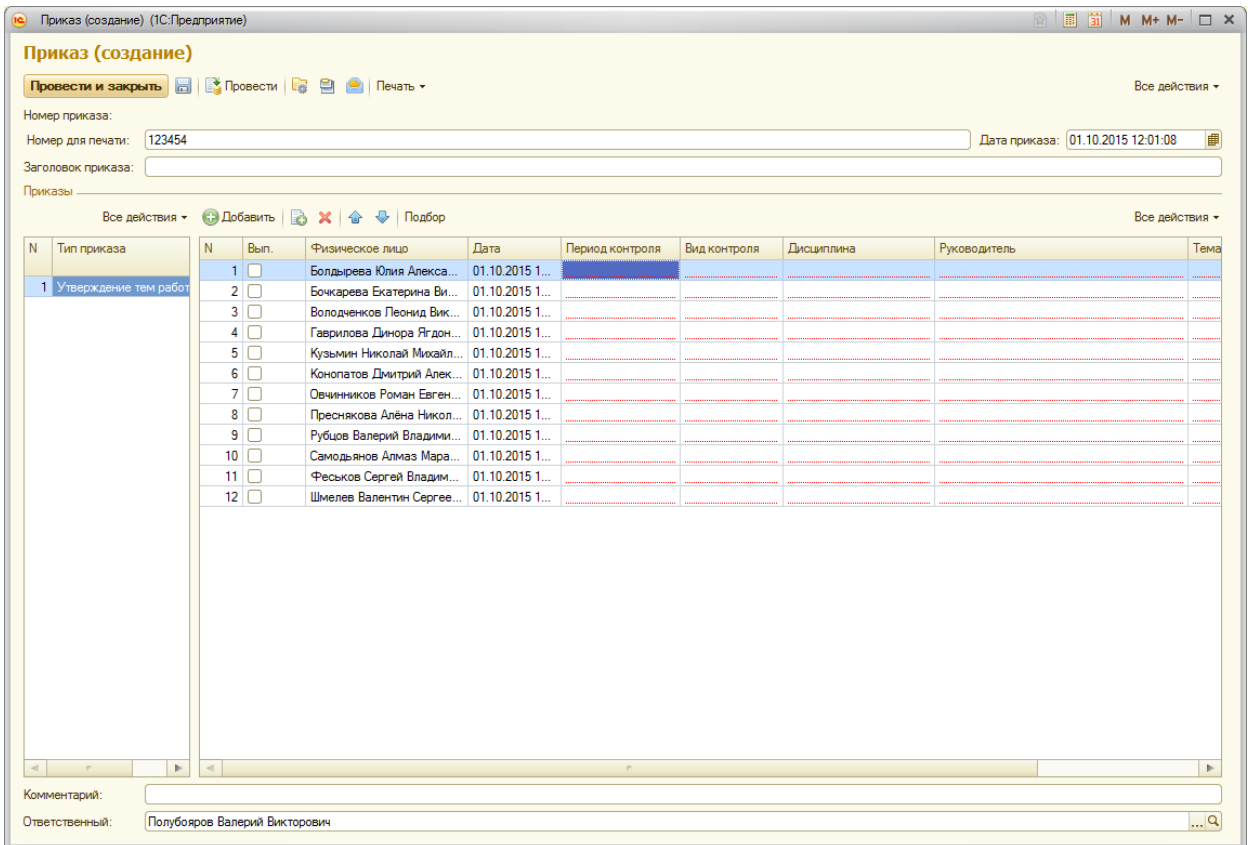 Приказ (создание) (1С:Предприятие)
31 M M+ M-
Приказ (создание)
Провести и закрыть Провести Печать Все действия
Номер приказа:
Номер для печати: 123454 Дата приказа: 01.10.2015 12:01:08
Заголовок приказа:
Приказы
Все действия Добавить Подбор Все действия
N Тип приказа N Вып. Физическое лицо Дата Период контроля Вид контроля Дисциплина Руководитель Тема
1 Утверждение тем работ
1 Болдырева Юлия Алекса... 01.10.2015 1...
2 Бочкарева Екатерина Ви... 01.10.2015 1...
3 Володченков Леонид Вик... 01.10.2015 1...
4 Гаврилова Динора Ягдон... 01.10.2015 1...
5 Кузьмин Николай Михайл... 01.10.2015 1...
6 Конопатов Дмитрий Алек... 01.10.2015 1...
7 Овчинников Роман Евген... 01.10.2015 1...
8 Преснякова Алёна Никол... 01.10.2015 1...
9 Рубцов Валерий Владими... 01.10.2015 1...
10 Самодьянов Алмаз Мара... 01.10.2015 1...
11 Феськов Сергей Владим... 01.10.2015 1...
12 Шмелев Валентин Сергее... 01.10.2015 1...
Комментарий:
Ответственный: Полубояров Валерий Викторович ...